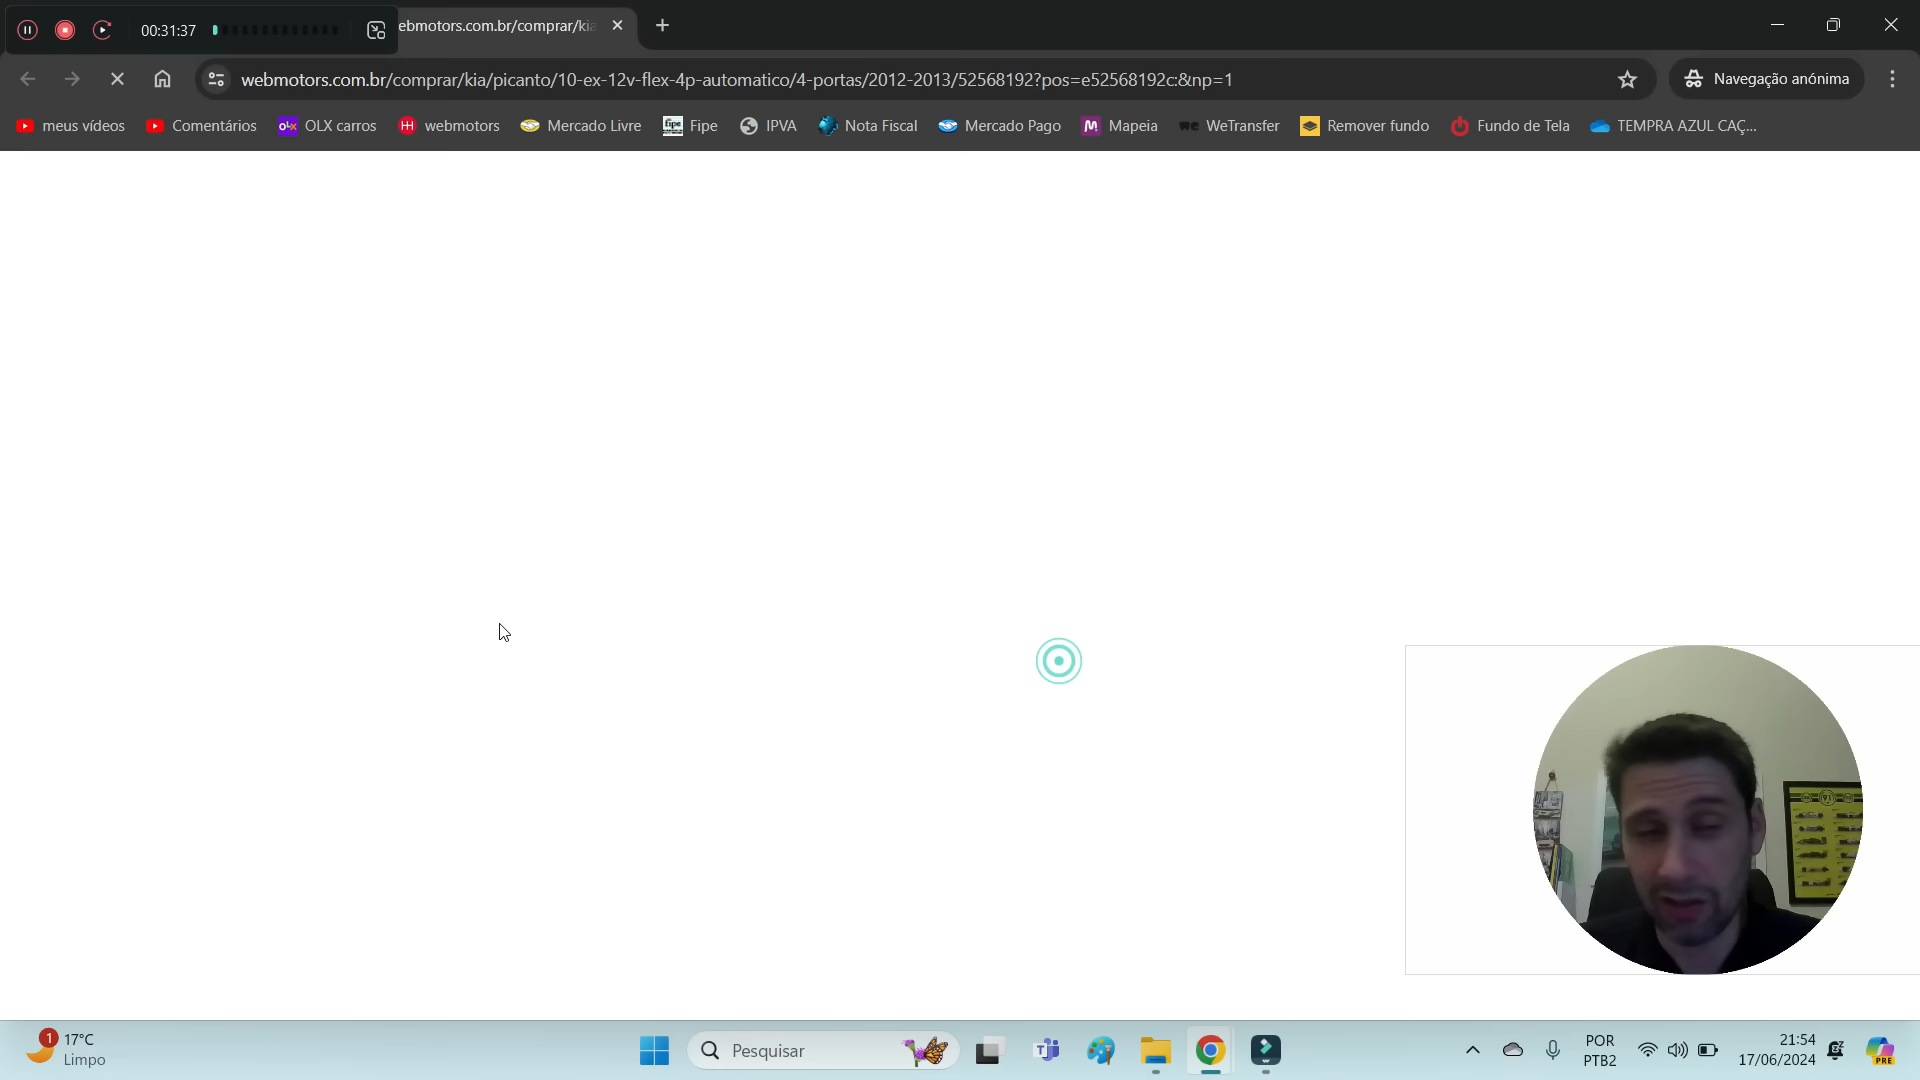 00:31:37
ebmotors.com.br/comprar/kia
webmotors.com.br/comprar/kia/picanto/10-ex-12v-flex-4p-automatico/4-portas/2012-2013/52568192?pos=e52568192c:&np=1
Navegação anónima
meus vídeos
Comentários
OLX carros
webmotors
Mercado Livre
Fipe
IPVA
Nota Fiscal
Mercado Pago
Mapeia
WeTransfer
Remover fundo
Fundo de Tela
TEMPRA AZUL CAÇ...
1
17°C
Limpo
Pesquisar
POR
PTB2
21:54
17/06/2024
PRE